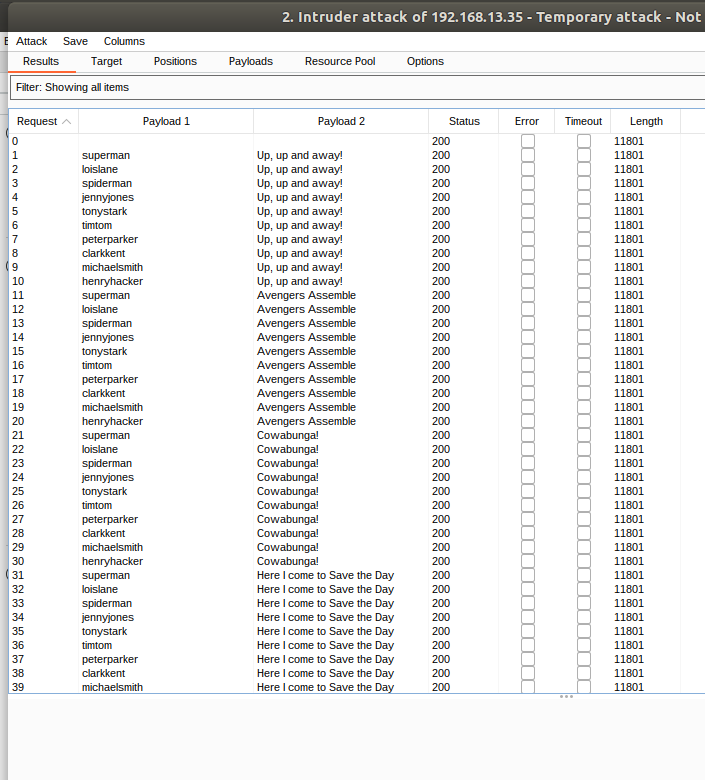 2. Intruder attack of 192.168.13.35 - Temporary attack - Not
Attack Save Columns
Results Target Positions Payloads Resource Pool Options
Filter: Showing all items
Request Payload 1 Payload 2 Status Error Timeout Length
0 200 11801
1 superman Up, up and away! 200 11801
2 loislane Up, up and away! 200 11801
3 spiderman Up, up and away! 200 11801
4 jennyjones Up, up and away! 200 11801
5 tonystark Up, up and away! 200 11801
6 timtom Up, up and away! 200 11801
7 peterparker Up, up and away! 200 11801
8 clarkkent Up, up and away! 200 11801
9 michaelsmith Up, up and away! 200 11801
10 henryhacker Up, up and away! 200 11801
11 superman Avengers Assemble 200 11801
12 loislane Avengers Assemble 200 11801
13 spiderman Avengers Assemble 200 11801
14 jennyjones Avengers Assemble 200 11801
15 tonystark Avengers Assemble 200 11801
16 timtom Avengers Assemble 200 11801
17 peterparker Avengers Assemble 200 11801
18 clarkkent Avengers Assemble 200 11801
19 michaelsmith Avengers Assemble 200 11801
20 henryhacker Avengers Assemble 200 11801
21 superman Cowabunga! 200 11801
22 loislane Cowabunga! 200 11801
23 spiderman Cowabunga! 200 11801
24 jennyjones Cowabunga! 200 11801
25 tonystark Cowabunga! 200 11801
26 timtom Cowabunga! 200 11801
27 peterparker Cowabunga! 200 11801
28 clarkkent Cowabunga! 200 11801
29 michaelsmith Cowabunga! 200 11801
30 henryhacker Cowabunga! 200 11801
31 superman Here I come to Save the Day 200 11801
32 loislane Here I come to Save the Day 200 11801
33 spiderman Here I come to Save the Day 200 11801
34 jennyjones Here I come to Save the Day 200 11801
35 tonystark Here I come to Save the Day 200 11801
36 timtom Here I come to Save the Day 200 11801
37 peterparker Here I come to Save the Day 200 11801
38 clarkkent Here I come to Save the Day 200 11801
39 michaelsmith Here I come to Save the Day 200 11801